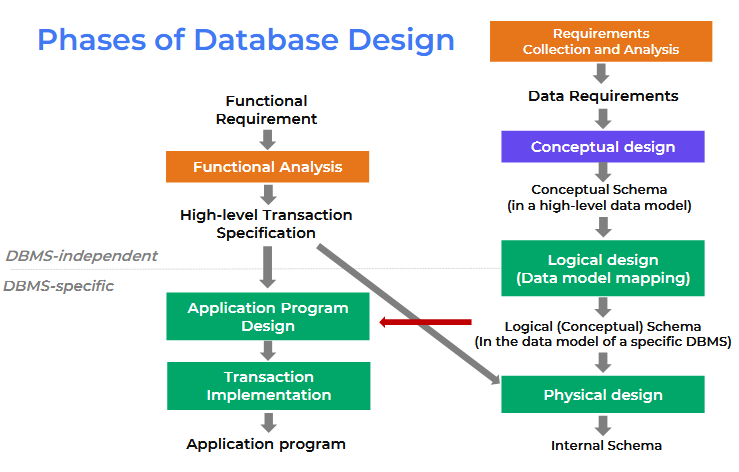 Phases of Database Design
Requirements
Collection and Analysis
Data Requirements
Conceptual design
Conceptual Schema
(in a high-level data model)
Logical design
(Data model mapping)
Logical (Conceptual) Schema
(In the data model of a specific DBMS)
Physical design
Internal Schema
Functional
Requirement
Functional Analysis
High-level Transaction
Specification
DBMS-independent
DBMS-specific
Application Program
Design
Transaction
Implementation
Application program